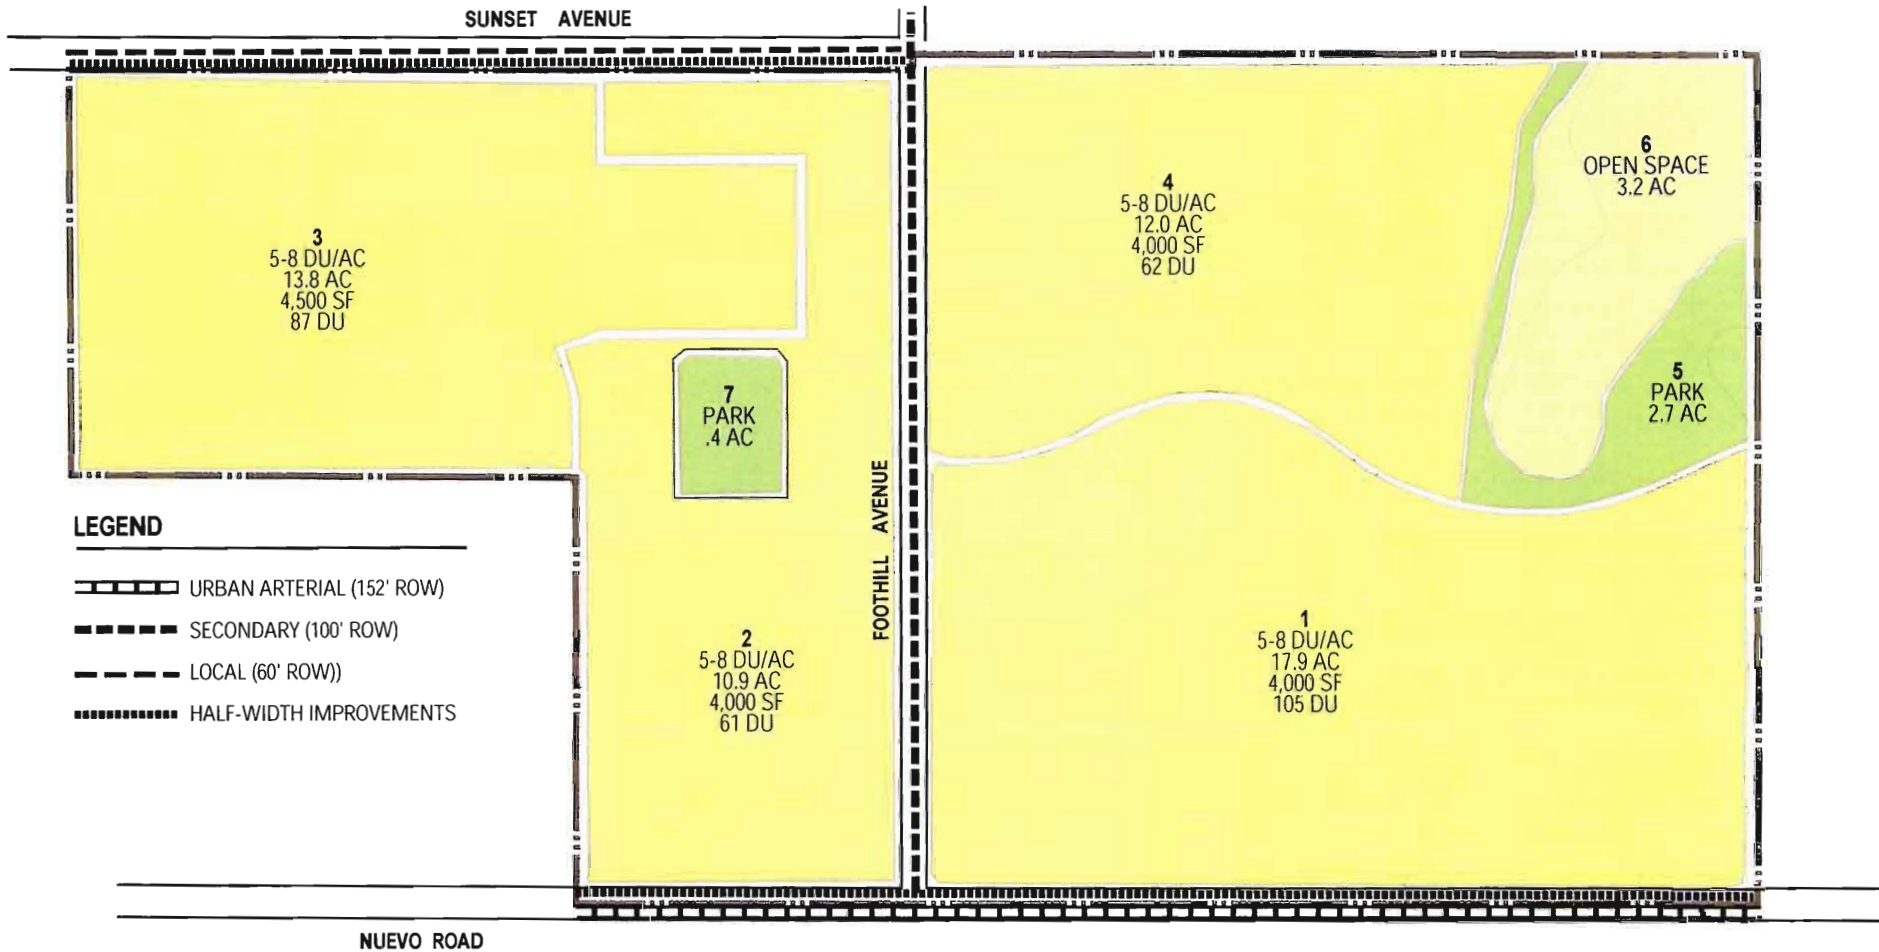 SUNSET AVENUE
3
5-8 DU/AC
13.8 AC
4,500 SF
87 DU
4
5-8 DU/AC
12.0 AC
4,000 SF
62 DU
6
OPEN SPACE
3.2 AC
5
PARK
2.7 AC
7
PARK
.4 AC
FOOTHILL AVENUE
2
5-8 DU/AC
10.9 AC
4,000 SF
61 DU
1
5-8 DU/AC
17.9 AC
4,000 SF
105 DU
LEGEND
URBAN ARTERIAL (152' ROW)
SECONDARY (100' ROW)
LOCAL (60' ROW))
HALF-WIDTH IMPROVEMENTS
NUEVO ROAD